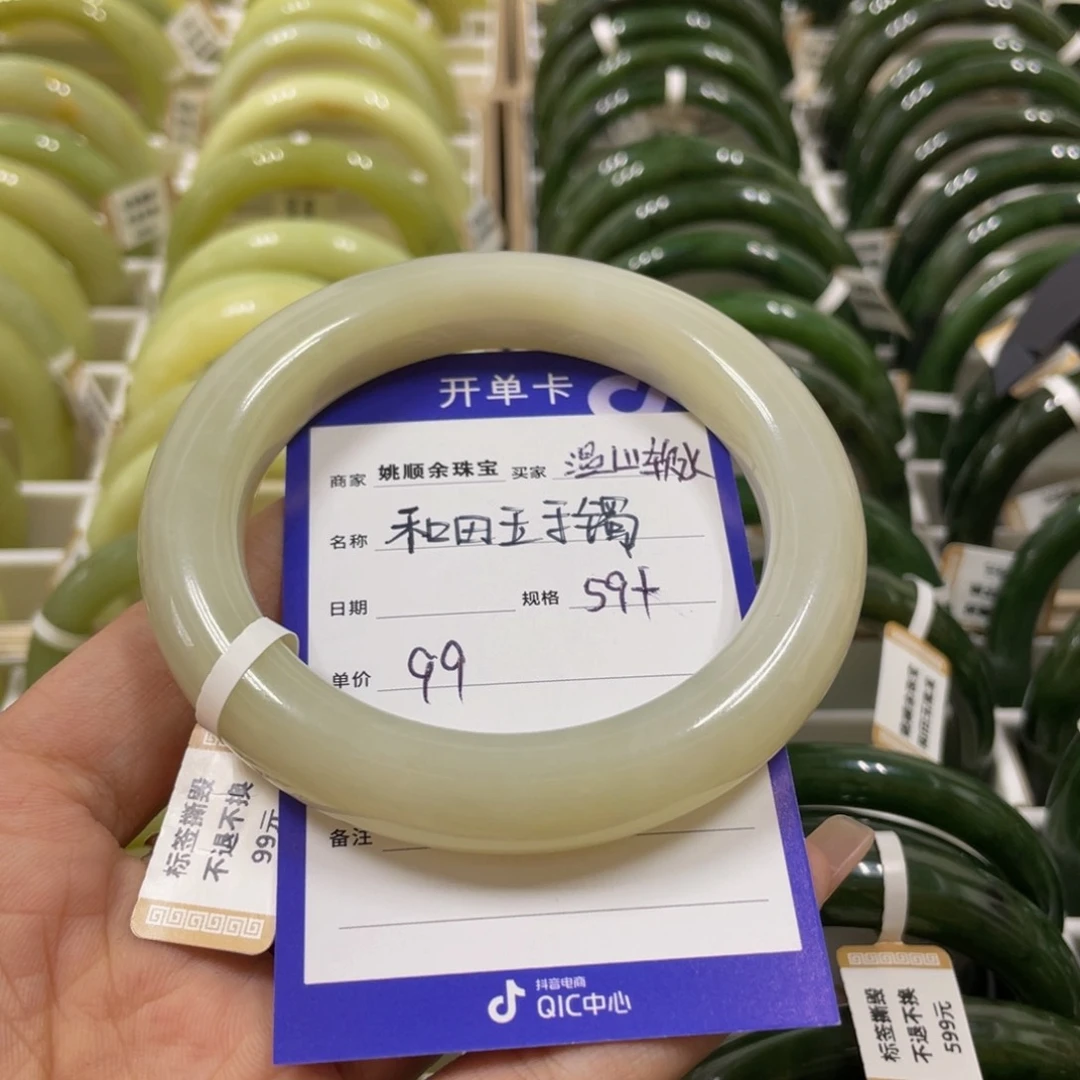 开单卡
商家 姚顺余珠宝 买家
名称 和田玉手镯
日期 规格 59+
单价 99
备注
抖音电商
QIC中心
标签撕毁
不退不换
99元
标签撕毁
不退不换
599元